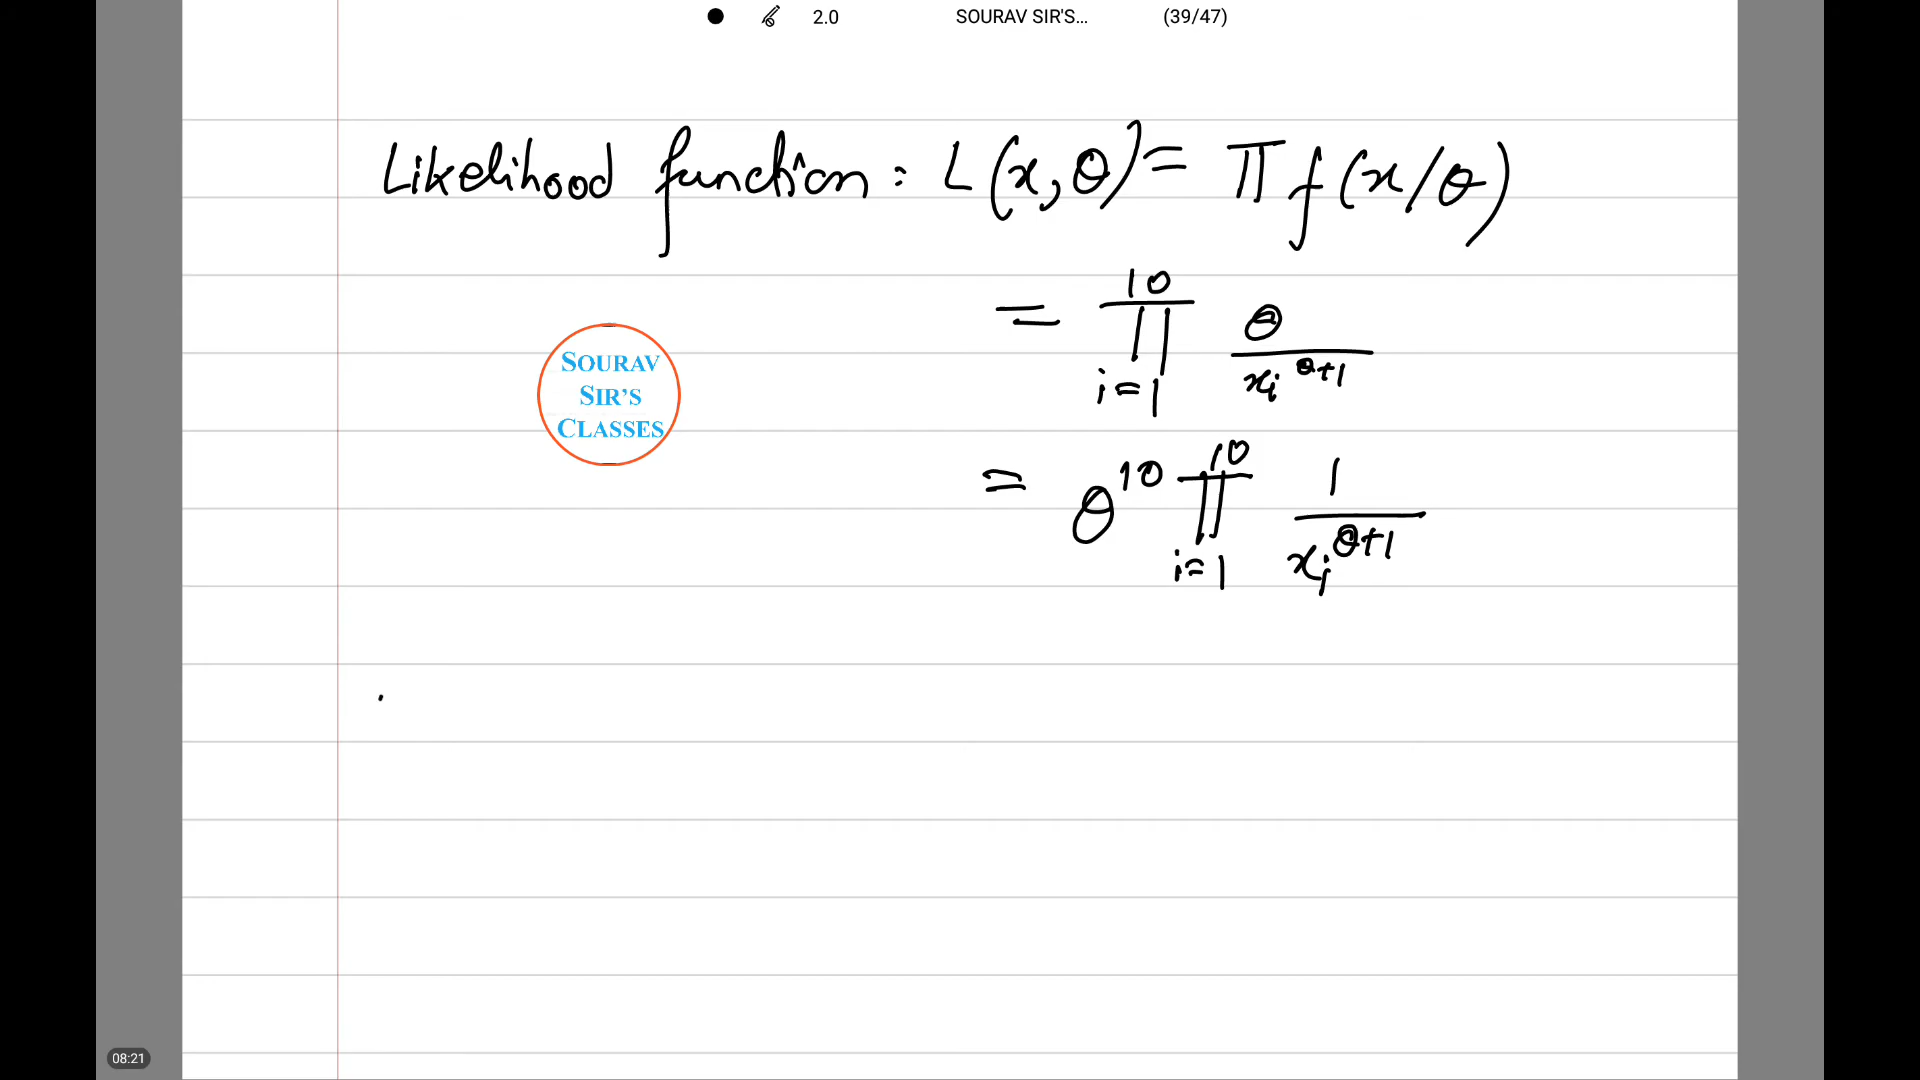 2.0 SOURAV SIR'S... (39/47)
Likelihood function: L(x, θ) = π f(x/θ)
= ∏ i=1 10 θ / xi^θ+1
= θ^10 ∏ i=1 10 1 / xi^θ+1
SOURAV
SIR'S
CLASSES
08:21